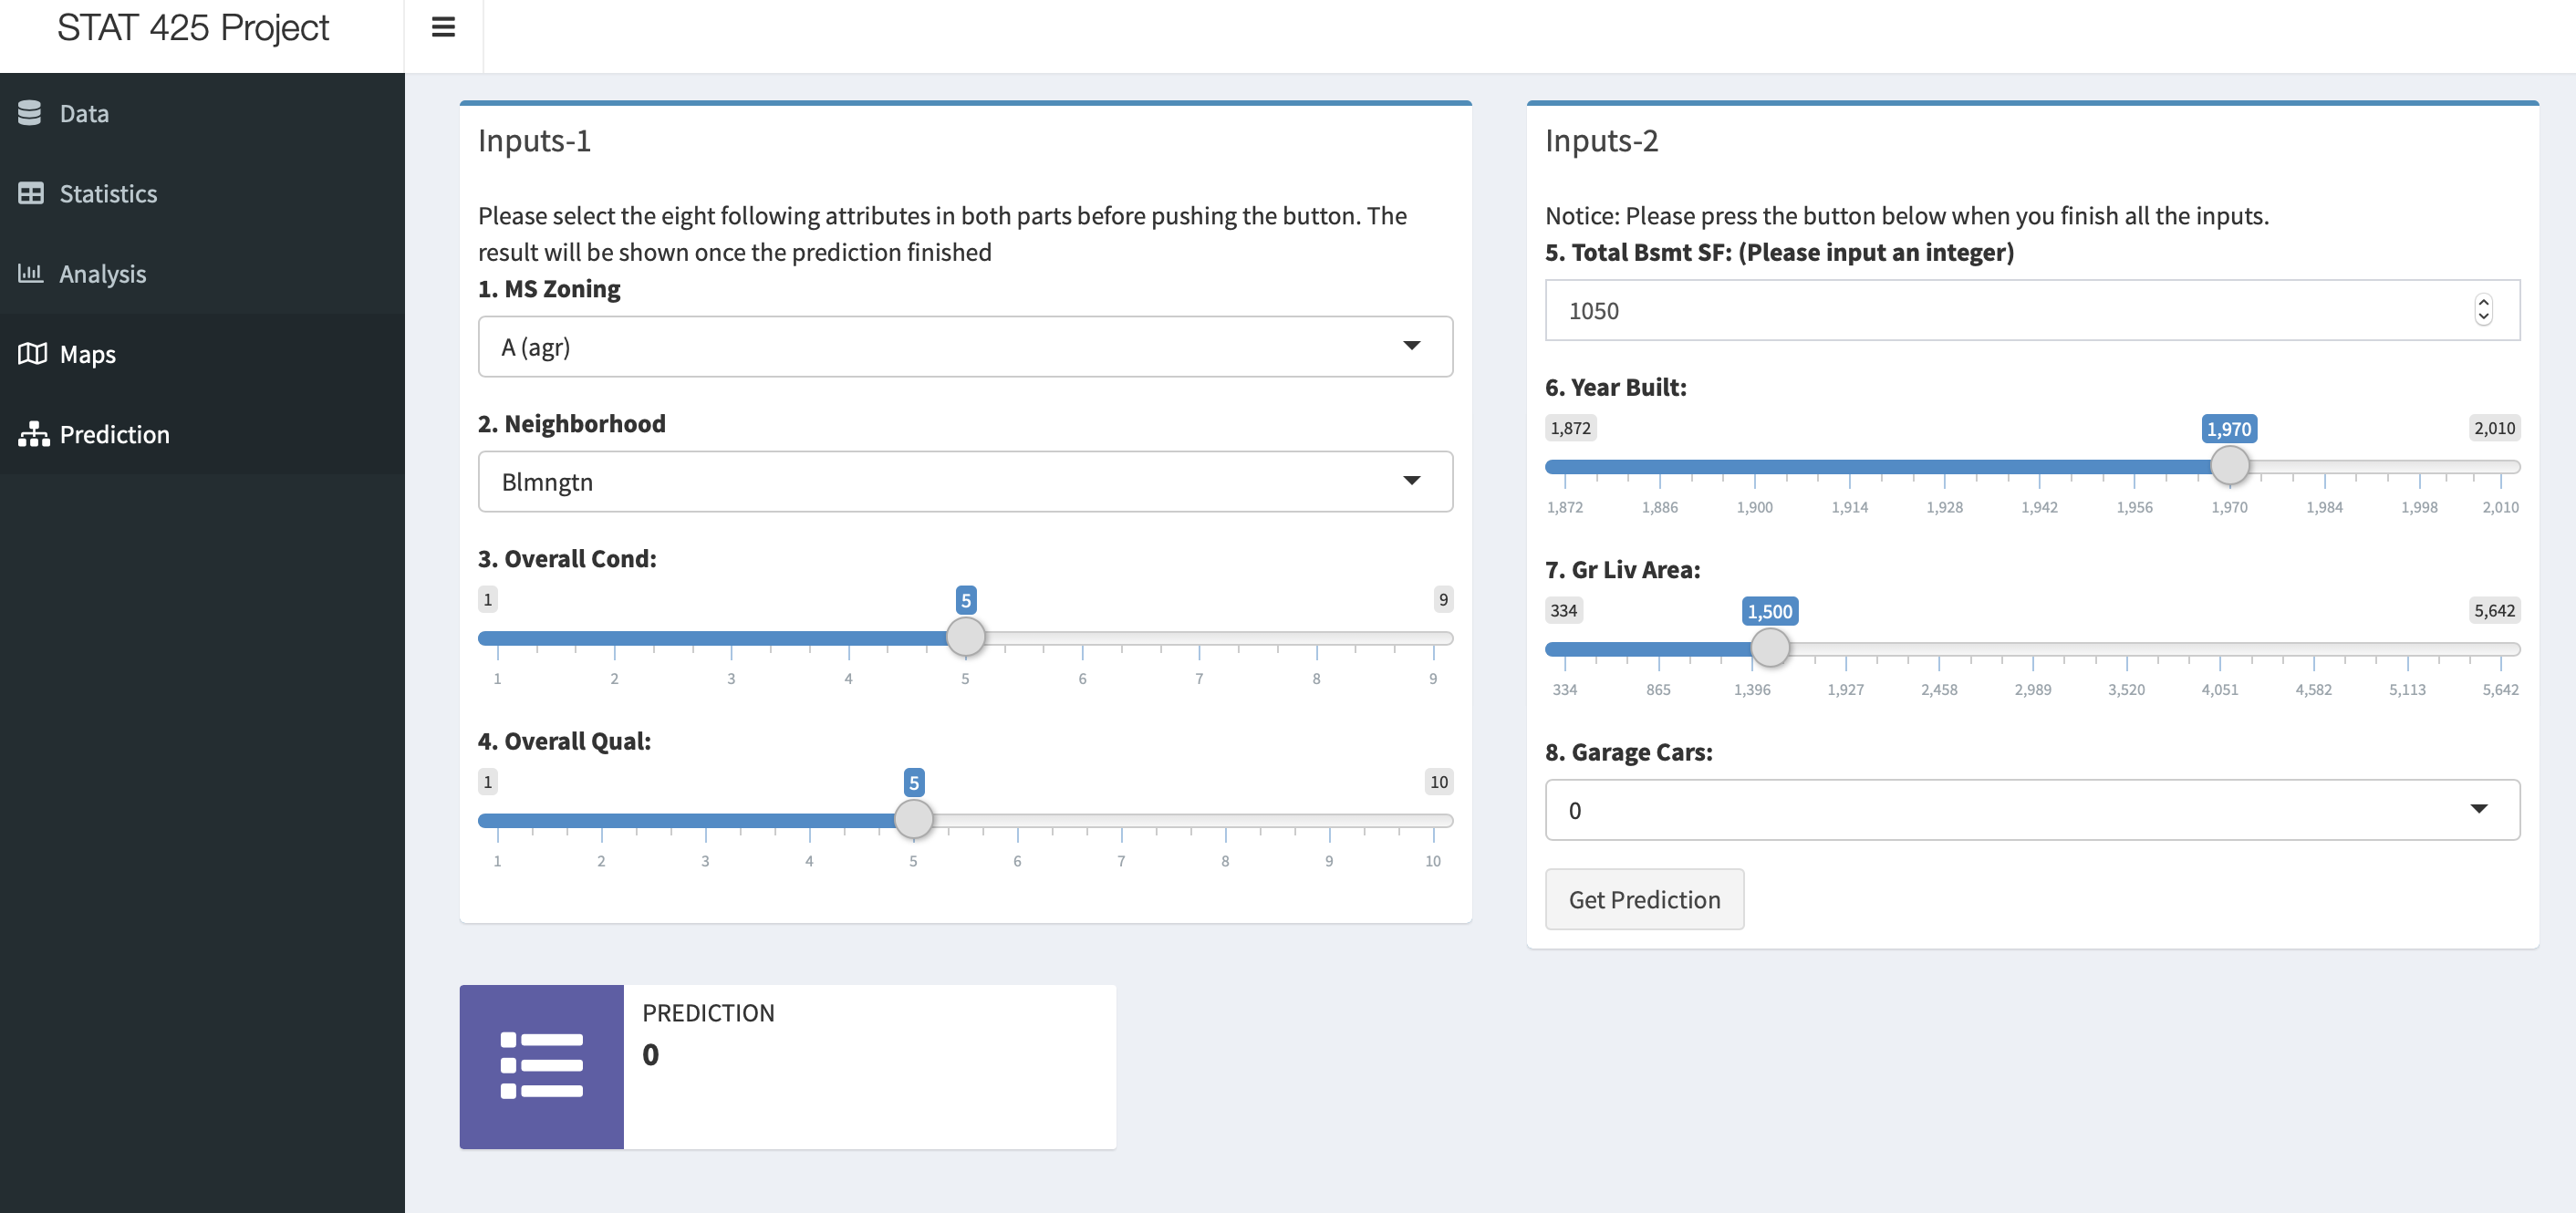 STAT 425 Project
Data
Statistics
Analysis
Maps
Prediction
Inputs-1
Please select the eight following attributes in both parts before pushing the button. The
result will be shown once the prediction finished
1. MS Zoning
A (agr)
2. Neighborhood
Blmngtn
3. Overall Cond:
1 5 9
1 2 3 4 5 6 7 8 9
4. Overall Qual:
1 5 10
1 2 3 4 5 6 7 8 9 10
Inputs-2
Notice: Please press the button below when you finish all the inputs.
5. Total Bsmt SF: (Please input an integer)
1050
6. Year Built:
1,872 1,970 2,010
1,872 1,886 1,900 1,914 1,928 1,942 1,956 1,970 1,984 1,998 2,010
7. Gr Liv Area:
334 1,500 5,642
334 865 1,396 1,927 2,458 2,989 3,520 4,051 4,582 5,113 5,642
8. Garage Cars:
0
Get Prediction
PREDICTION
0